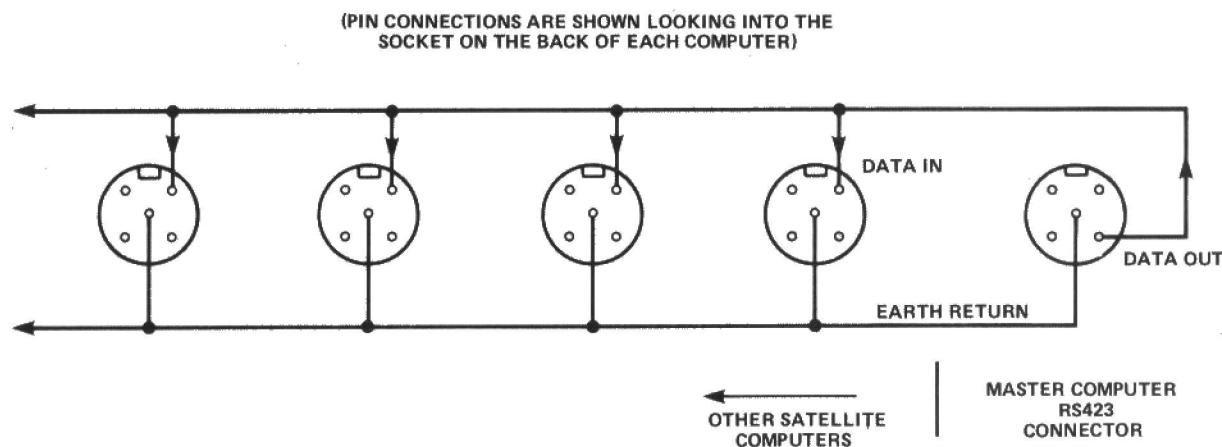 (PIN CONNECTIONS ARE SHOWN LOOKING INTO THE
SOCKET ON THE BACK OF EACH COMPUTER)
DATA IN
DATA OUT
EARTH RETURN
OTHER SATELLITE
COMPUTERS
MASTER COMPUTER
RS423
CONNECTOR